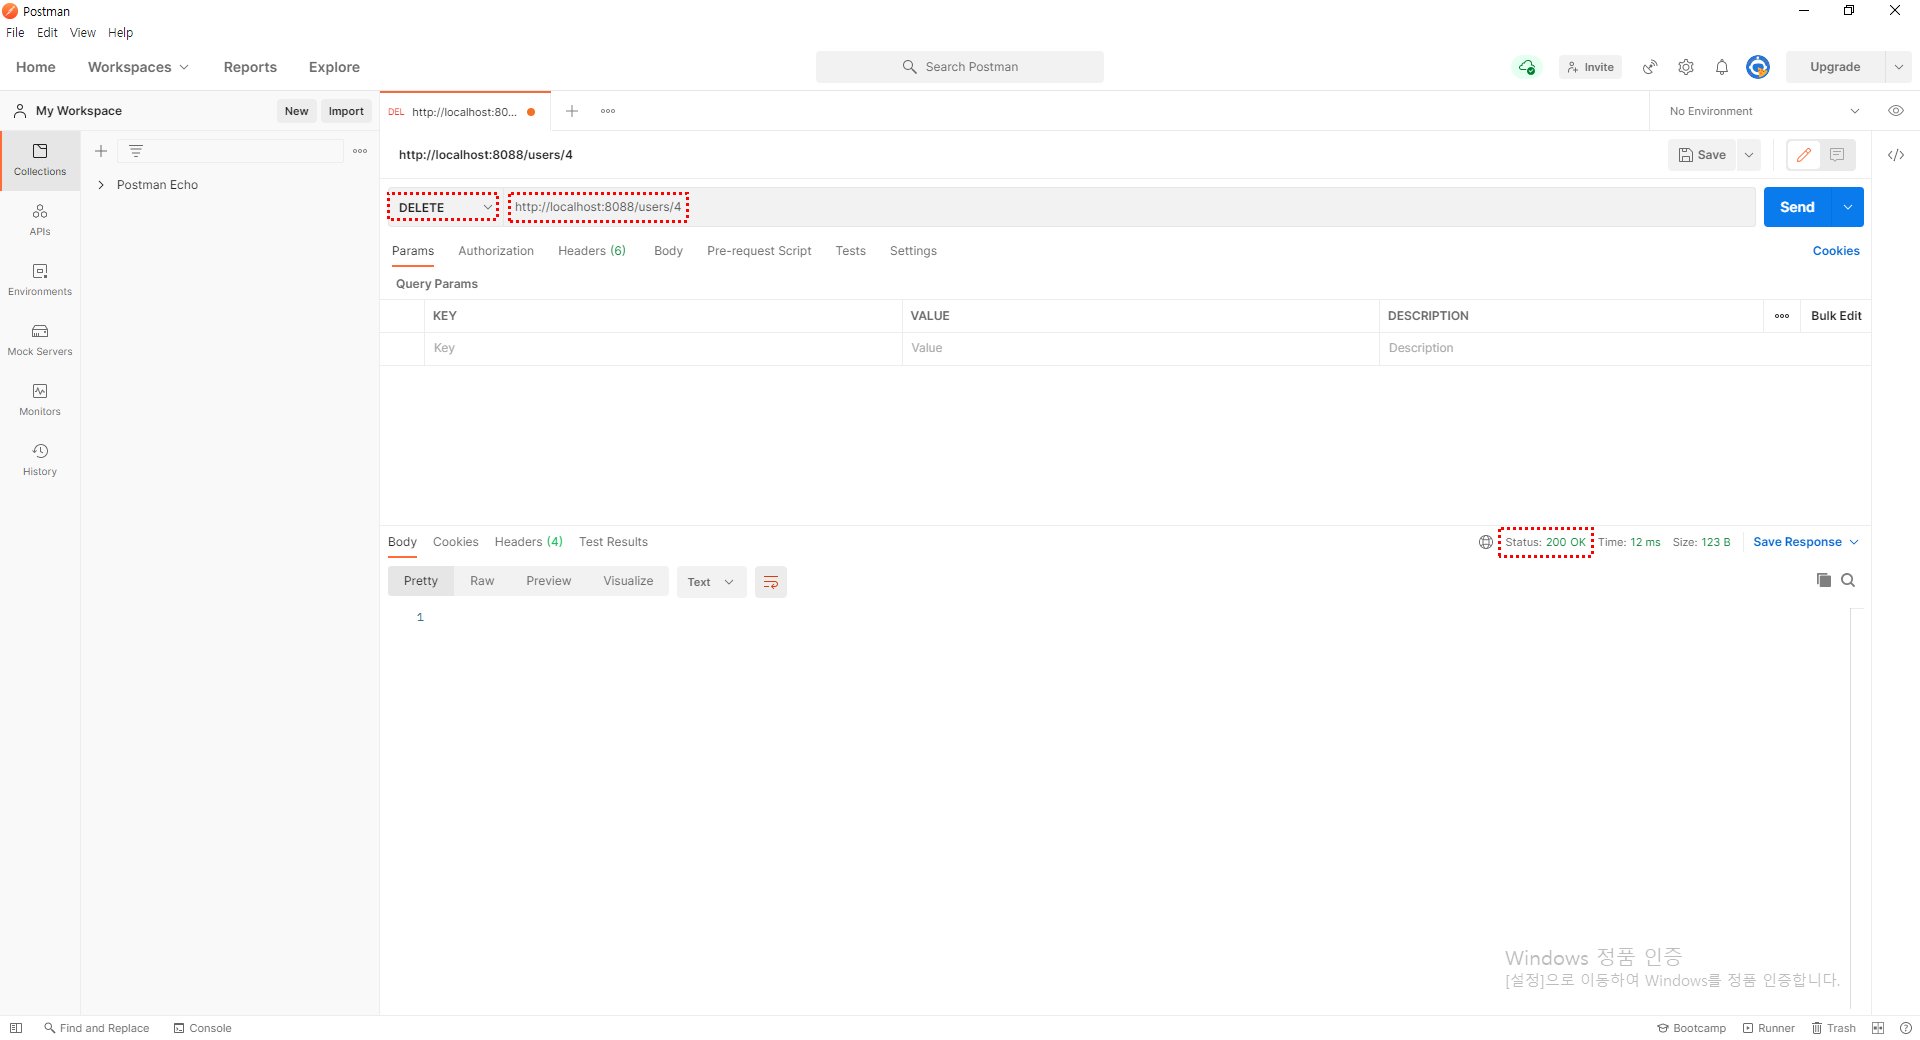 Postman
File Edit View Help
Home Workspaces Reports Explore Search Postman Invite Upgrade
My Workspace New Import DEL http://localhost:80... No Environment
Collections
http://localhost:8088/users/4 Save
Postman Echo
DELETE http://localhost:8088/users/4 Send
APIs
Params Authorization Headers (6) Body Pre-request Script Tests Settings Cookies
Query Params
Environments
KEY VALUE DESCRIPTION Bulk Edit
Key Value Description
Mock Servers
Monitors
History
Body Cookies Headers (4) Test Results Status: 200 OK Time: 12 ms Size: 123 B Save Response
Pretty Raw Preview Visualize Text
1
Windows 정품 인증
[설정]으로 이동하여 Windows를 정품 인증합니다.
Find and Replace Console Bootcamp Runner Trash